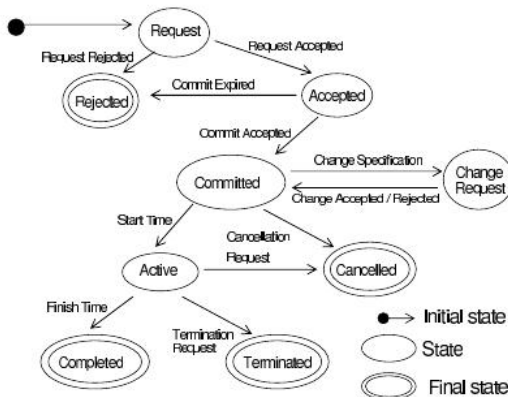 Request
Request Rejected
Request Accepted
Rejected
Commit Expired
Accepted
Commit Accepted
Change Specification
Committed
Change
Request
Change Accepted / Rejected
Start Time
Cancellation
Request
Active
Cancelled
Finish Time
Termination
Request
Initial state
State
Completed
Terminated
Final state